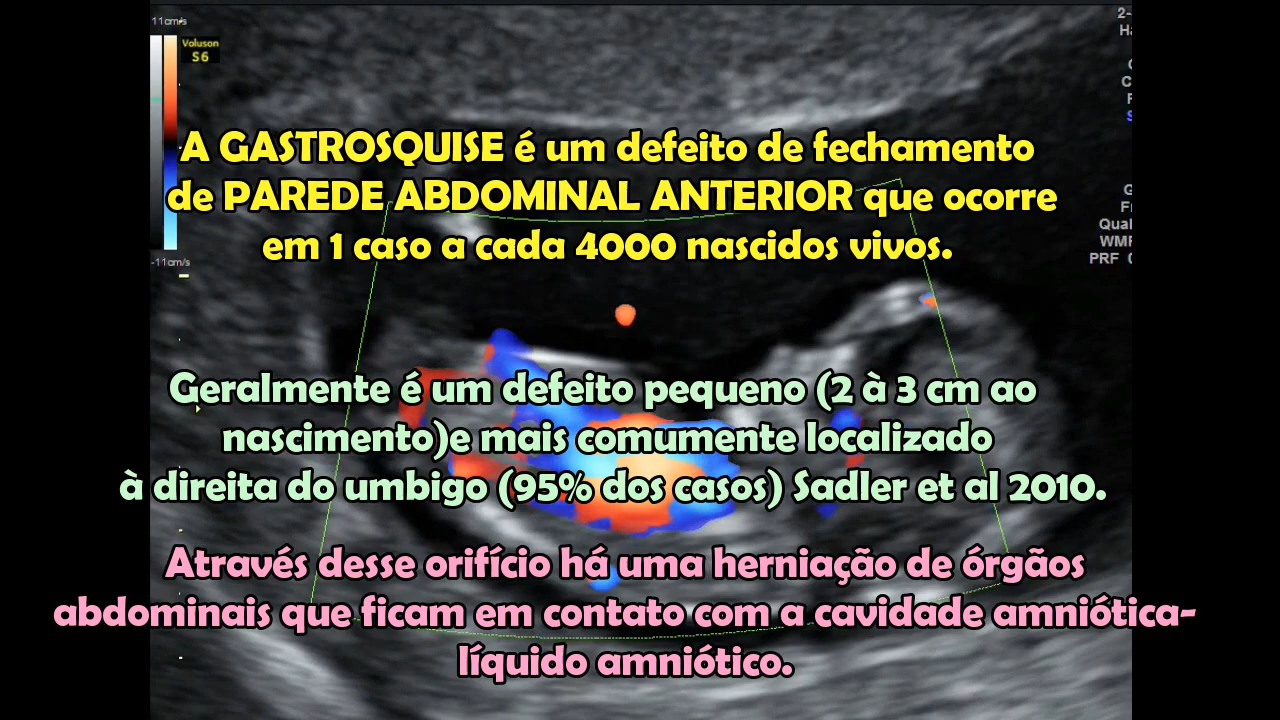 11cm/s
Voluson
S6
-11cm/s
2-
Ha
C
F
S
G
F
Qual
WMF
PRF
A GASTROSQUISE é um defeito de fechamento
de PAREDE ABDOMINAL ANTERIOR que ocorre
em 1 caso a cada 4000 nascidos vivos.
Geralmente é um defeito pequeno (2 à 3 cm ao
nascimento)e mais comumente localizado
à direita do umbigo (95% dos casos) Sadler et al 2010.
Através desse orifício há uma herniação de órgãos
abdominais que ficam em contato com a cavidade amniótica-
líquido amniótico.